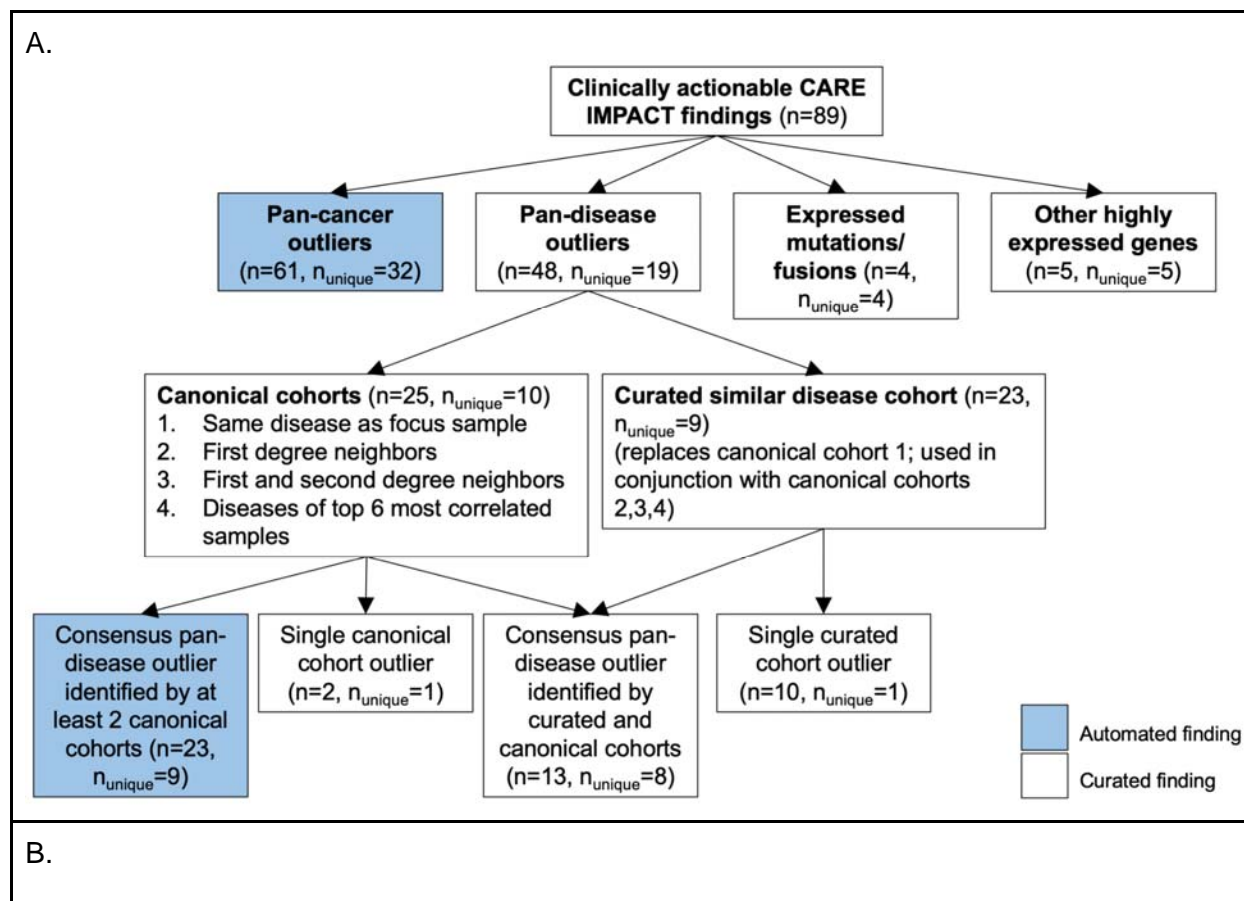 A.
Clinically actionable CARE
IMPACT findings (n=89)
Pan-cancer
outliers
(n=61, nunique=32)
Pan-disease
outliers
(n=48, nunique=19)
Expressed
mutations/
fusions (n=4,
nunique=4)
Other highly
expressed genes
(n=5, nunique=5)
Canonical cohorts (n=25, nunique=10)
1. Same disease as focus sample
2. First degree neighbors
3. First and second degree neighbors
4. Diseases of top 6 most correlated
samples
Curated similar disease cohort (n=23,
nunique=9)
(replaces canonical cohort 1; used in
conjunction with canonical cohorts
2,3,4)
Consensus pan-
disease outlier
identified by at
least 2 canonical
cohorts (n=23,
nunique=9)
Single canonical
cohort outlier
(n=2, nunique=1)
Consensus pan-
disease outlier
identified by
curated and
canonical cohorts
(n=13, nunique=8)
Single curated
cohort outlier
(n=10, nunique=1)
Automated finding
Curated finding
B.